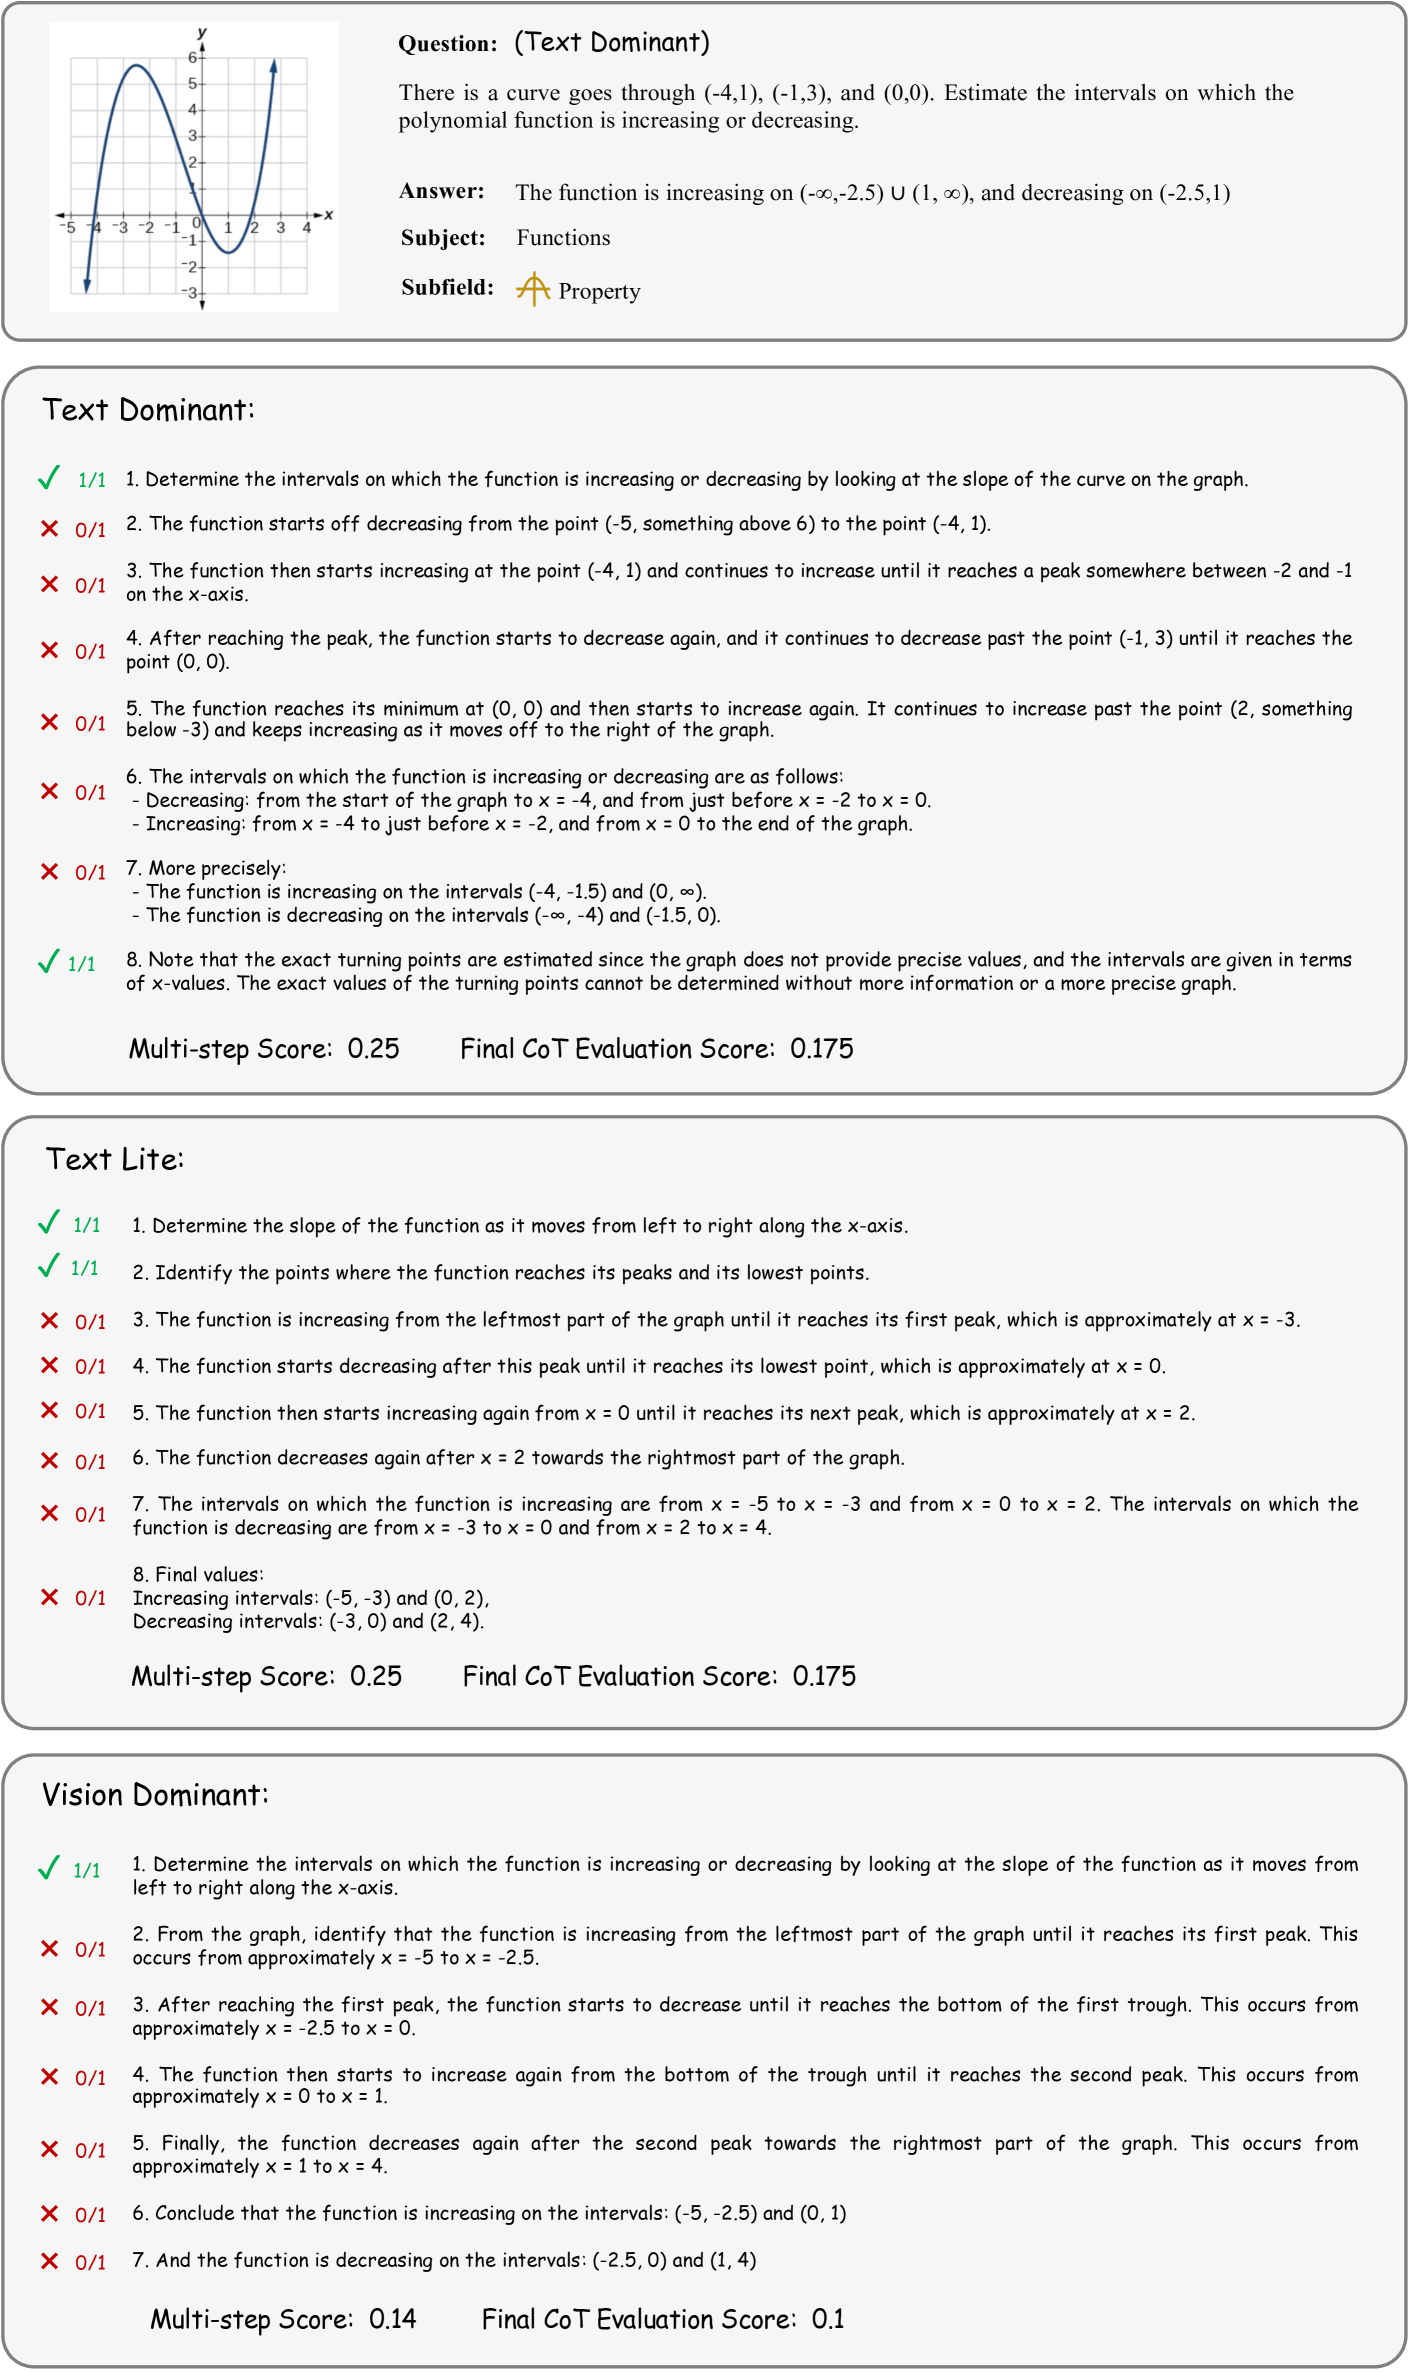 y
6
5
4
3
2
1
0
-5 -4 -3 -2 -1 1 2 3 4 x
-1
-2
-3
Question: (Text Dominant)
There is a curve goes through (-4,1), (-1,3), and (0,0). Estimate the intervals on which the
polynomial function is increasing or decreasing.
Answer: The function is increasing on (-∞,-2.5) ∪ (1, ∞), and decreasing on (-2.5,1)
Subject: Functions
Subfield: Property
Text Dominant:
✓ 1/1 1. Determine the intervals on which the function is increasing or decreasing by looking at the slope of the curve on the graph.
✕ 0/1 2. The function starts off decreasing from the point (-5, something above 6) to the point (-4, 1).
✕ 0/1 3. The function then starts increasing at the point (-4, 1) and continues to increase until it reaches a peak somewhere between -2 and -1
on the x-axis.
✕ 0/1 4. After reaching the peak, the function starts to decrease again, and it continues to decrease past the point (-1, 3) until it reaches the
point (0, 0).
✕ 0/1 5. The function reaches its minimum at (0, 0) and then starts to increase again. It continues to increase past the point (2, something
below -3) and keeps increasing as it moves off to the right of the graph.
✕ 0/1 6. The intervals on which the function is increasing or decreasing are as follows:
- Decreasing: from the start of the graph to x = -4, and from just before x = -2 to x = 0.
- Increasing: from x = -4 to just before x = -2, and from x = 0 to the end of the graph.
✕ 0/1 7. More precisely:
- The function is increasing on the intervals (-4, -1.5) and (0, ∞).
- The function is decreasing on the intervals (-∞, -4) and (-1.5, 0).
✓ 1/1 8. Note that the exact turning points are estimated since the graph does not provide precise values, and the intervals are given in terms
of x-values. The exact values of the turning points cannot be determined without more information or a more precise graph.
Multi-step Score: 0.25 Final CoT Evaluation Score: 0.175
Text Lite:
✓ 1/1 1. Determine the slope of the function as it moves from left to right along the x-axis.
✓ 1/1 2. Identify the points where the function reaches its peaks and its lowest points.
✕ 0/1 3. The function is increasing from the leftmost part of the graph until it reaches its first peak, which is approximately at x = -3.
✕ 0/1 4. The function starts decreasing after this peak until it reaches its lowest point, which is approximately at x = 0.
✕ 0/1 5. The function then starts increasing again from x = 0 until it reaches its next peak, which is approximately at x = 2.
✕ 0/1 6. The function decreases again after x = 2 towards the rightmost part of the graph.
✕ 0/1 7. The intervals on which the function is increasing are from x = -5 to x = -3 and from x = 0 to x = 2. The intervals on which the
function is decreasing are from x = -3 to x = 0 and from x = 2 to x = 4.
8. Final values:
✕ 0/1 Increasing intervals: (-5, -3) and (0, 2),
Decreasing intervals: (-3, 0) and (2, 4).
Multi-step Score: 0.25 Final CoT Evaluation Score: 0.175
Vision Dominant:
✓ 1/1 1. Determine the intervals on which the function is increasing or decreasing by looking at the slope of the function as it moves from
left to right along the x-axis.
✕ 0/1 2. From the graph, identify that the function is increasing from the leftmost part of the graph until it reaches its first peak. This
occurs from approximately x = -5 to x = -2.5.
✕ 0/1 3. After reaching the first peak, the function starts to decrease until it reaches the bottom of the first trough. This occurs from
approximately x = -2.5 to x = 0.
✕ 0/1 4. The function then starts to increase again from the bottom of the trough until it reaches the second peak. This occurs from
approximately x = 0 to x = 1.
✕ 0/1 5. Finally, the function decreases again after the second peak towards the rightmost part of the graph. This occurs from
approximately x = 1 to x = 4.
✕ 0/1 6. Conclude that the function is increasing on the intervals: (-5, -2.5) and (0, 1)
✕ 0/1 7. And the function is decreasing on the intervals: (-2.5, 0) and (1, 4)
Multi-step Score: 0.14 Final CoT Evaluation Score: 0.1